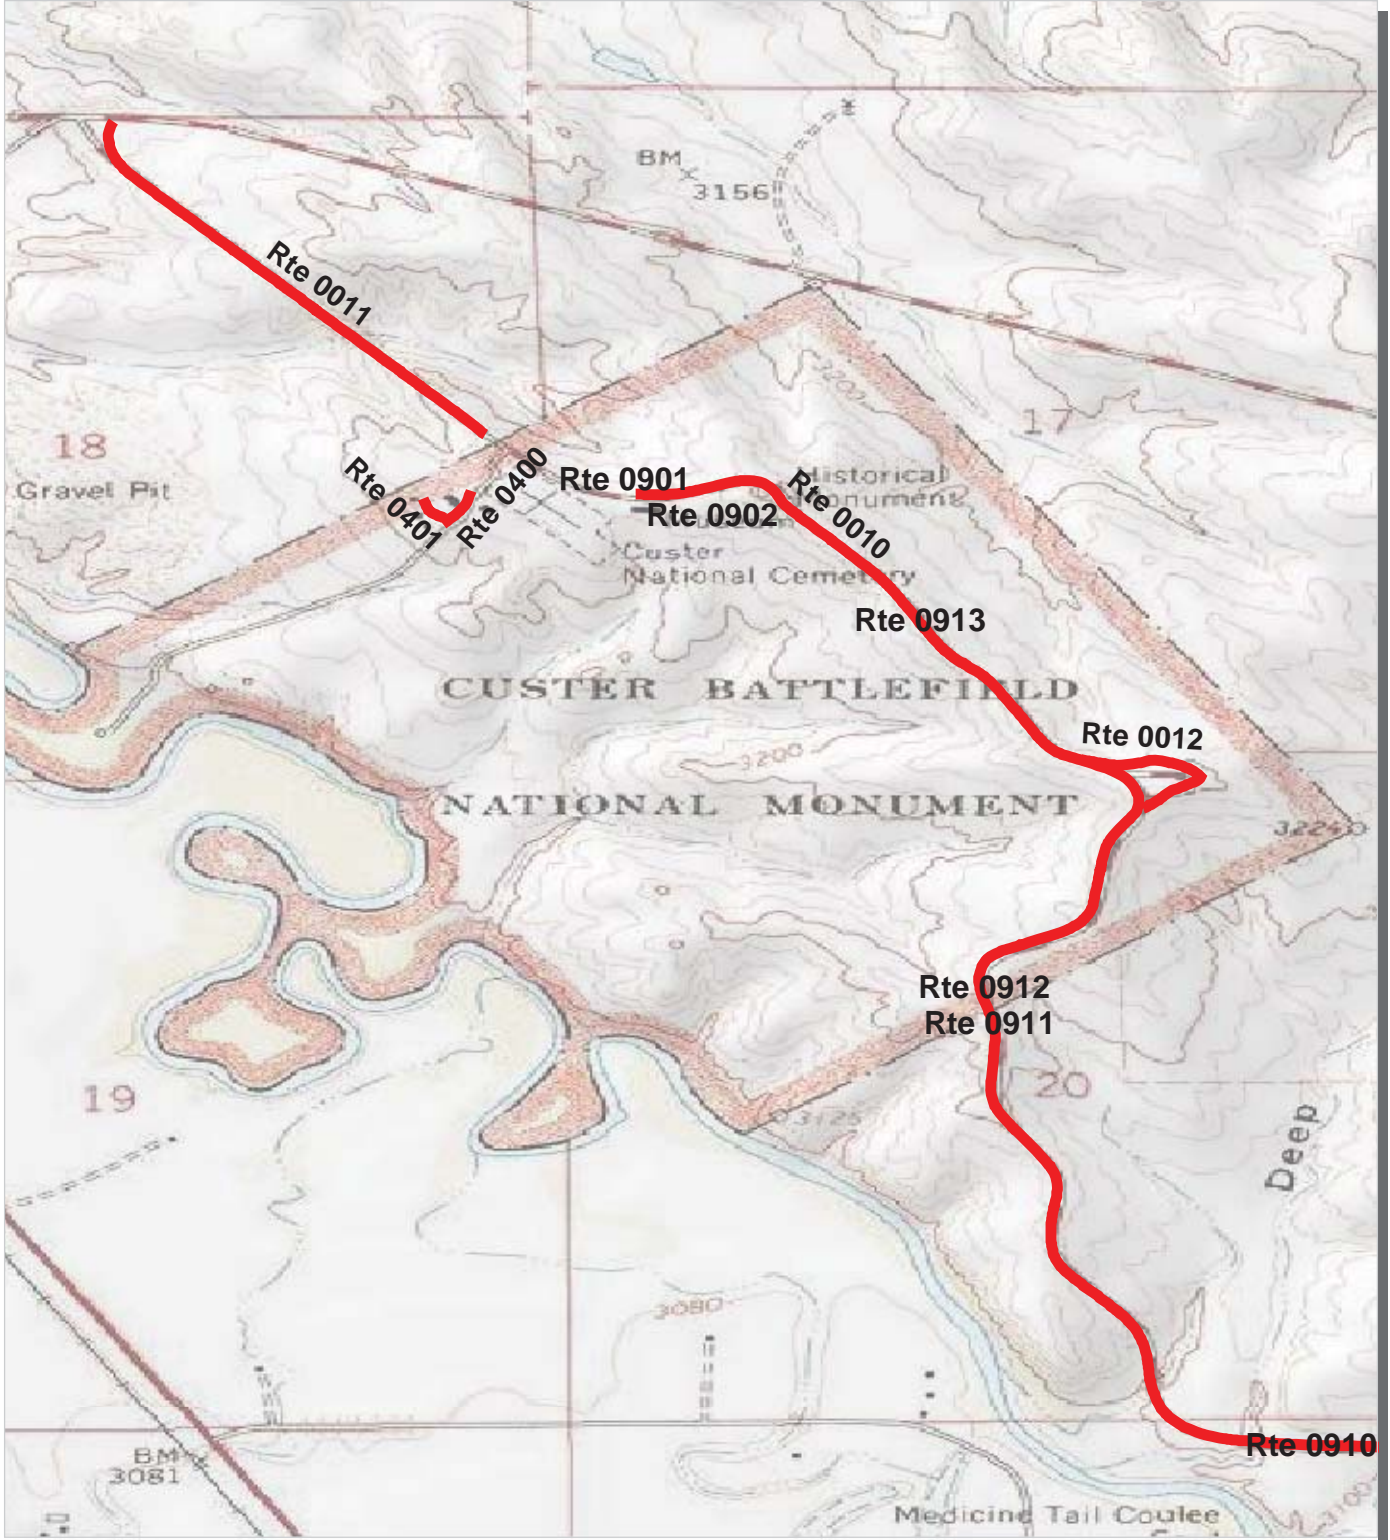 BM
3156
Rte 0011
3200
17
18
Gravel Pit
Rte 0401
Rte 0400
Rte 0901
Historical
Monument
Rte 0902
Rte 0010
Custer
National Cemetery
Rte 0913
CUSTER BATTLEFIELD
Rte 0012
3200
NATIONAL MONUMENT
3224
Rte 0912
Rte 0911
20
19
3125
Deep
3080
Rte 0910
BM
3081
Medicine Tail Coulee
3100